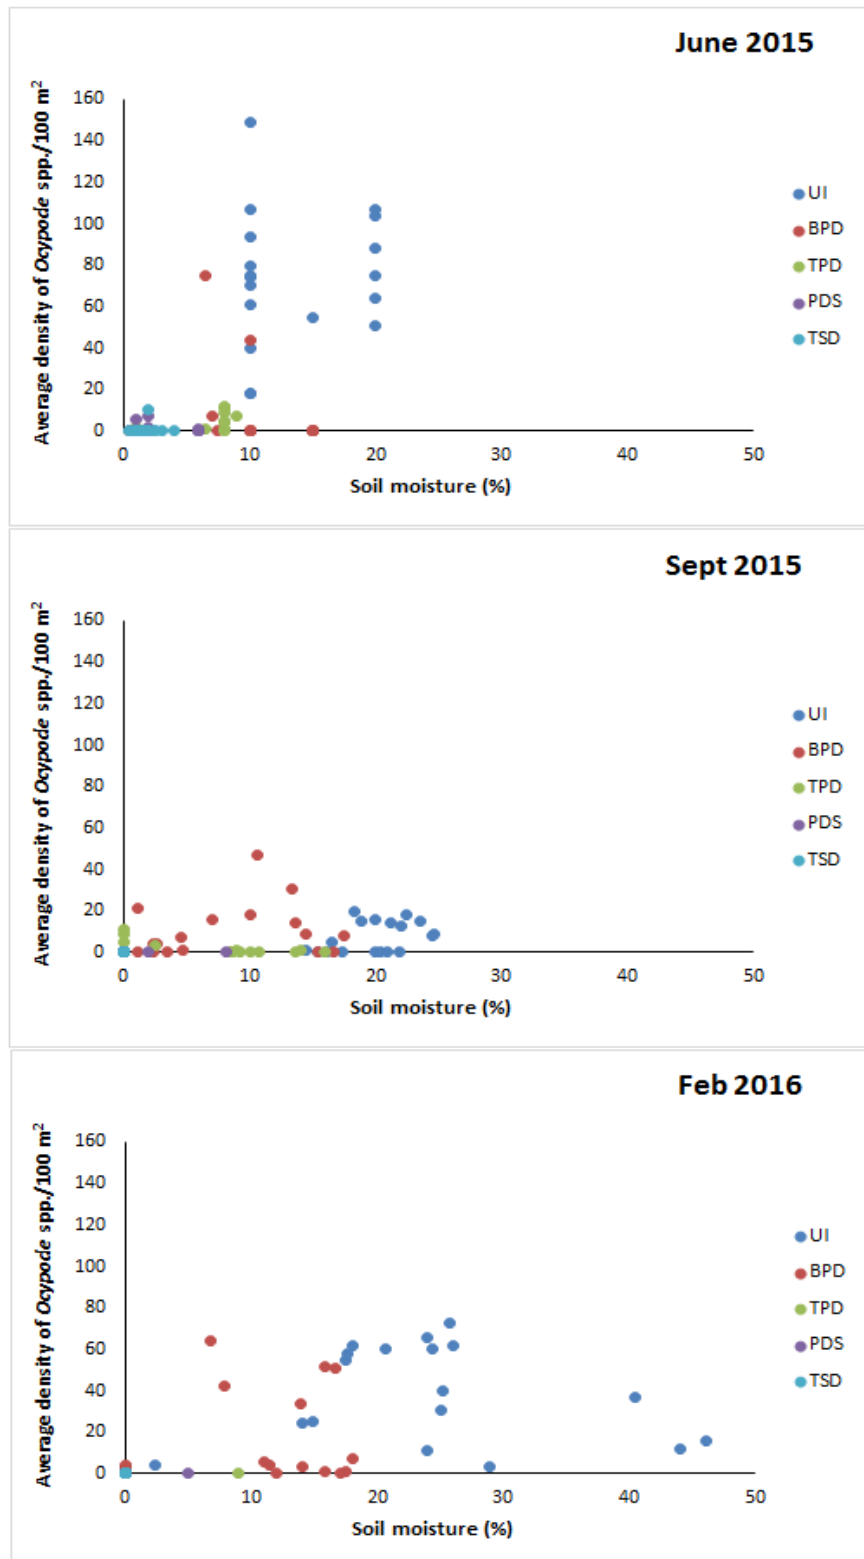 June 2015
Average density of Ocypode spp./100 m²
160
140
120
100
80
60
40
20
0
0 10 20 30 40 50
Soil moisture (%)
UI
BPD
TPD
PDS
TSD
Sept 2015
Average density of Ocypode spp./100 m²
160
140
120
100
80
60
40
20
0
0 10 20 30 40 50
Soil moisture (%)
UI
BPD
TPD
PDS
TSD
Feb 2016
Average density of Ocypode spp./100 m²
160
140
120
100
80
60
40
20
0
0 10 20 30 40 50
Soil moisture (%)
UI
BPD
TPD
PDS
TSD